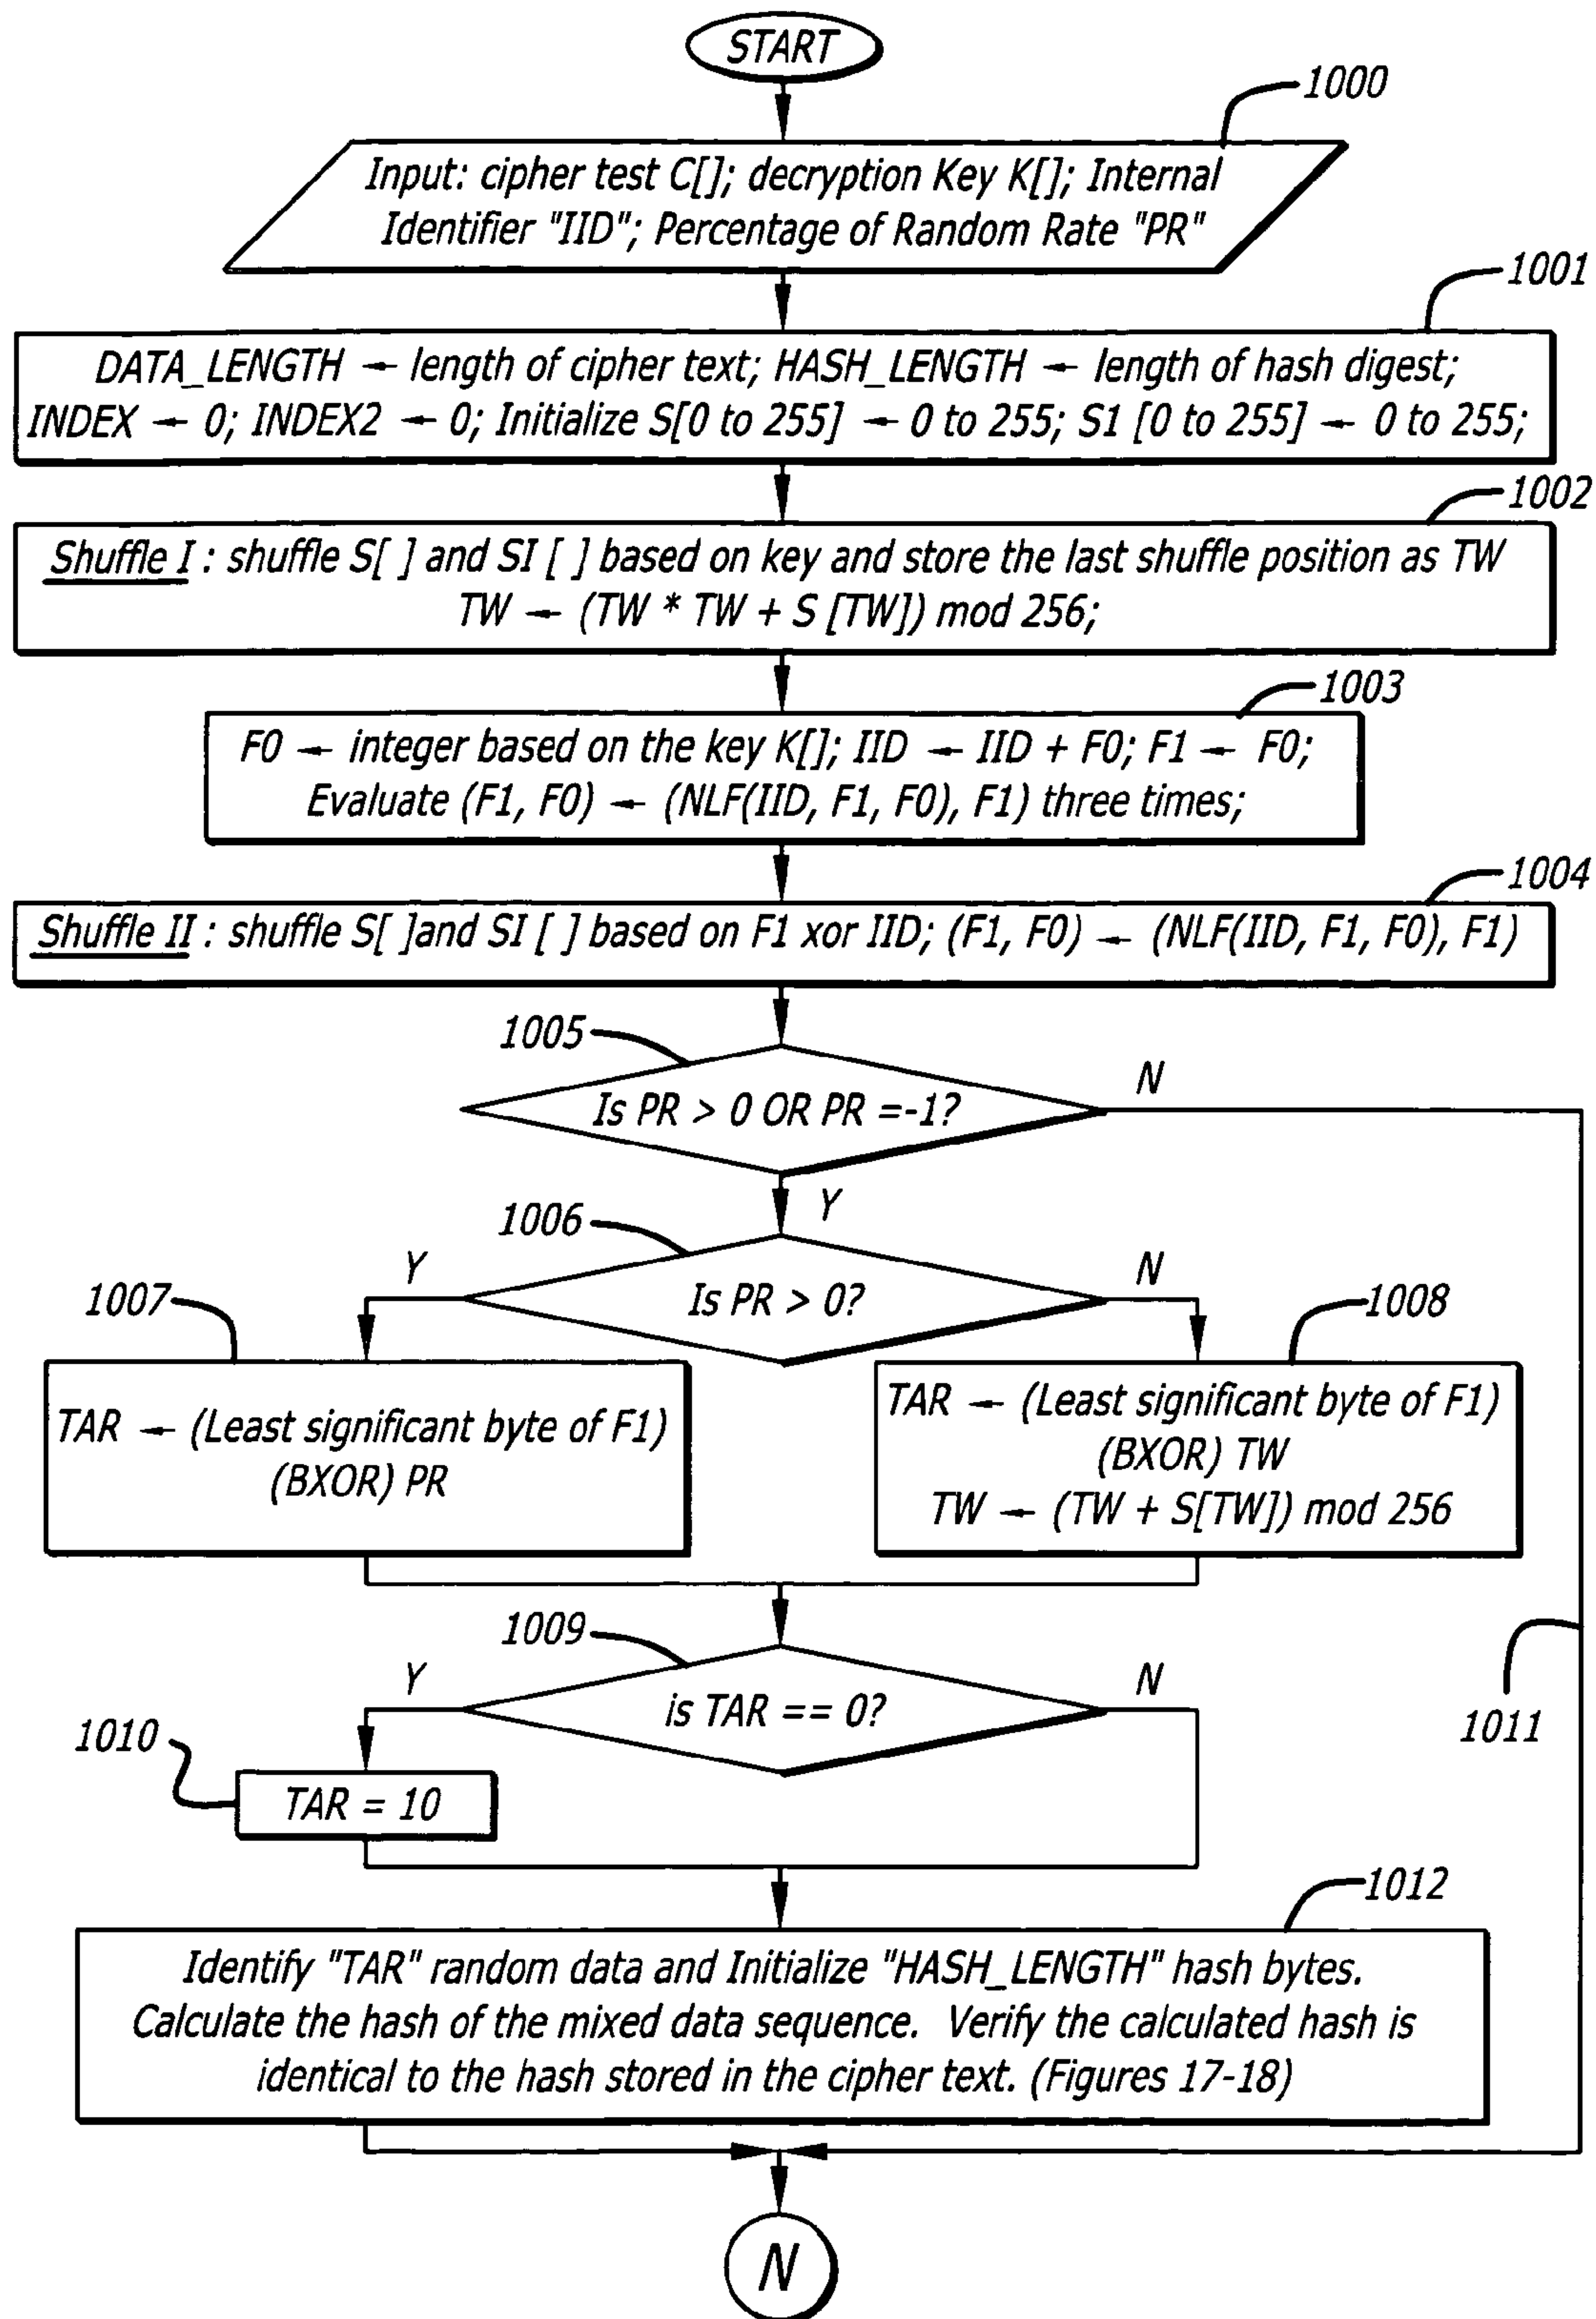 START
1000
Input: cipher test C[]; decryption Key K[]; Internal
Identifier "IID"; Percentage of Random Rate "PR"
1001
DATA_LENGTH ← length of cipher text; HASH_LENGTH ← length of hash digest;
INDEX ← 0; INDEX2 ← 0; Initialize S[0 to 255] ← 0 to 255; S1 [0 to 255] ← 0 to 255;
1002
Shuffle I : shuffle S[ ] and SI [ ] based on key and store the last shuffle position as TW
TW ← (TW * TW + S [TW]) mod 256;
1003
F0 ← integer based on the key K[]; IID ← IID + F0; F1 ← F0;
Evaluate (F1, F0) ← (NLF(IID, F1, F0), F1) three times;
1004
Shuffle II : shuffle S[ ]and SI [ ] based on F1 xor IID; (F1, F0) ← (NLF(IID, F1, F0), F1)
1005
N
Is PR > 0 OR PR =-1?
Y
1006
Y
N
Is PR > 0?
1007
1008
TAR ← (Least significant byte of F1)
(BXOR) PR
TAR ← (Least significant byte of F1)
(BXOR) TW
TW ← (TW + S[TW]) mod 256
1009
Y
N
is TAR == 0?
1011
1010
TAR = 10
1012
Identify "TAR" random data and Initialize "HASH_LENGTH" hash bytes.
Calculate the hash of the mixed data sequence. Verify the calculated hash is
identical to the hash stored in the cipher text. (Figures 17-18)
N